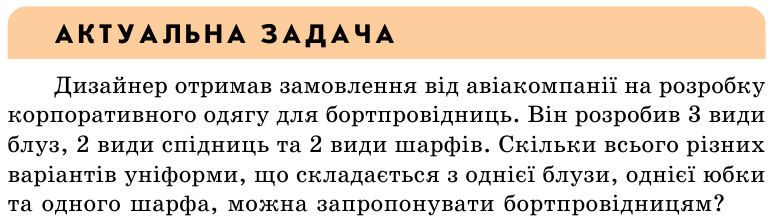 АКТУАЛЬНА ЗАДАЧА
Дизайнер отримав замовлення від авіакомпанії на розробку
корпоративного одягу для бортпровідниць. Він розробив 3 види
блуз, 2 види спідниць та 2 види шарфів. Скільки всього різних
варіантів уніформи, що складається з однієї блузи, однієї юбки
та одного шарфа, можна запропонувати бортпровідницям?